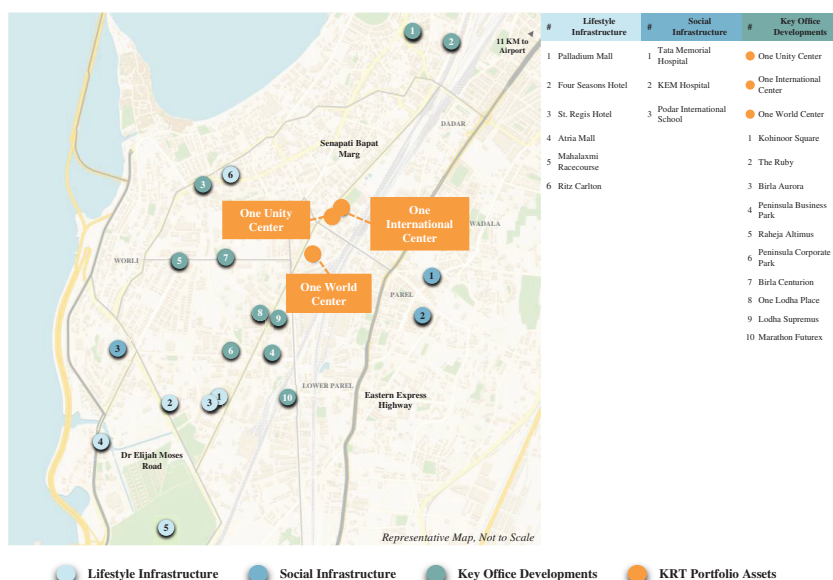 1
2
11 KM to
Airport
DADAR
Senapati Bapat
Marg
6
3
One Unity
Center
One
International
Center
WADALA
WORLI
5
7
One World
Center
1
PAREL
8
9
2
3
6
4
LOWER PAREL
1
2
3
10
Eastern Express
Highway
4
Dr Elijah Moses
Road
5
Representative Map, Not to Scale
# Lifestyle Infrastructure
1 Palladium Mall
2 Four Seasons Hotel
3 St. Regis Hotel
4 Atria Mall
5 Mahalaxmi Racecourse
6 Ritz Carlton
# Social Infrastructure
1 Tata Memorial Hospital
2 KEM Hospital
3 Podar International School
# Key Office Developments
One Unity Center
One International Center
One World Center
1 Kohinoor Square
2 The Ruby
3 Birla Aurora
4 Peninsula Business Park
5 Raheja Altimus
6 Peninsula Corporate Park
7 Birla Centurion
8 One Lodha Place
9 Lodha Supremus
10 Marathon Futurex
Lifestyle Infrastructure
Social Infrastructure
Key Office Developments
KRT Portfolio Assets